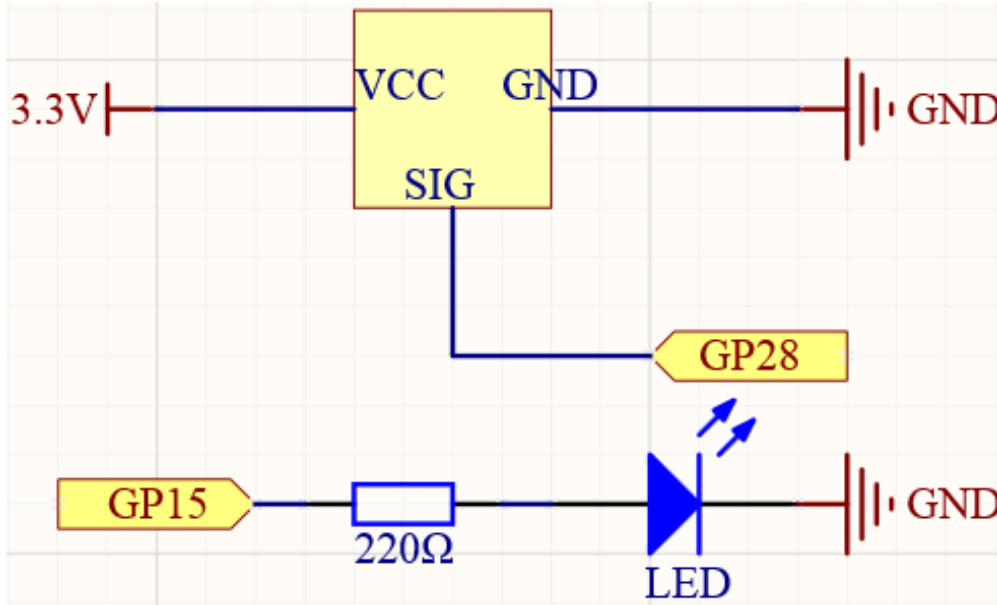 VCC GND
3.3V GND
SIG
GP28
GP15 GND
220Ω
LED